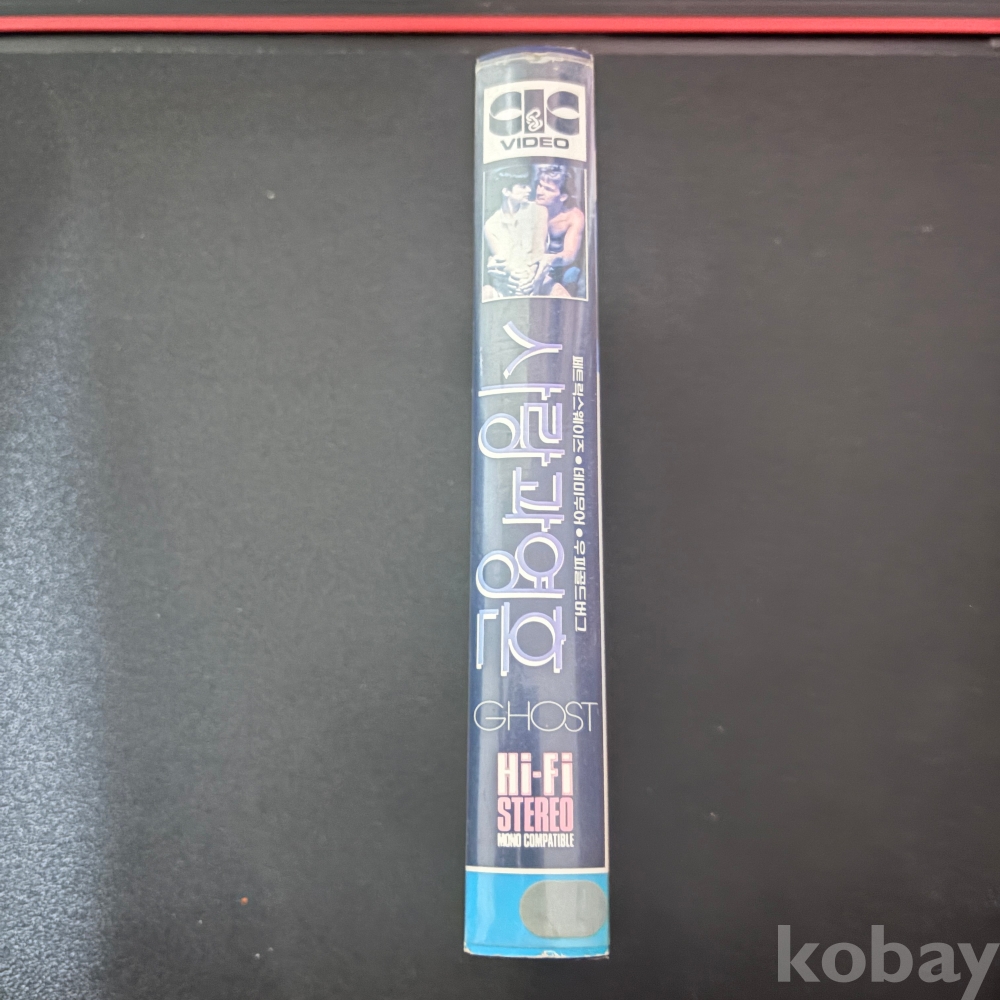 CIC
VIDEO
사랑과영혼
페트릭스웨이즈 • 데미무어 • 우피골드버그
GHOST
Hi-Fi
STEREO
MONO COMPATIBLE
kobay